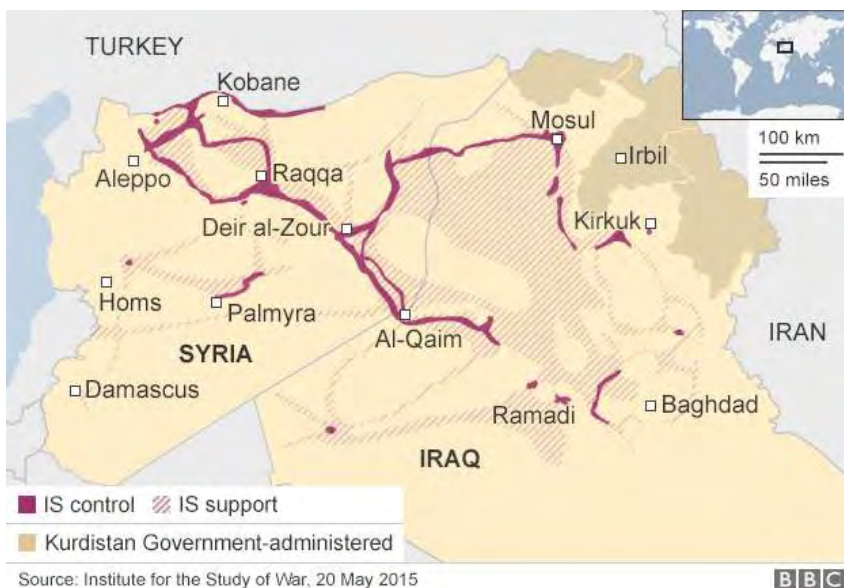 TURKEY
Kobane
Mosul
100 km
50 miles
Aleppo
Raqqa
Irbil
Deir al-Zour
Kirkuk
Homs
Palmyra
Al-Qaim
IRAN
SYRIA
Damascus
Ramadi
Baghdad
IRAQ
IS control
IS support
Kurdistan Government-administered
Source: Institute for the Study of War, 20 May 2015
BBC